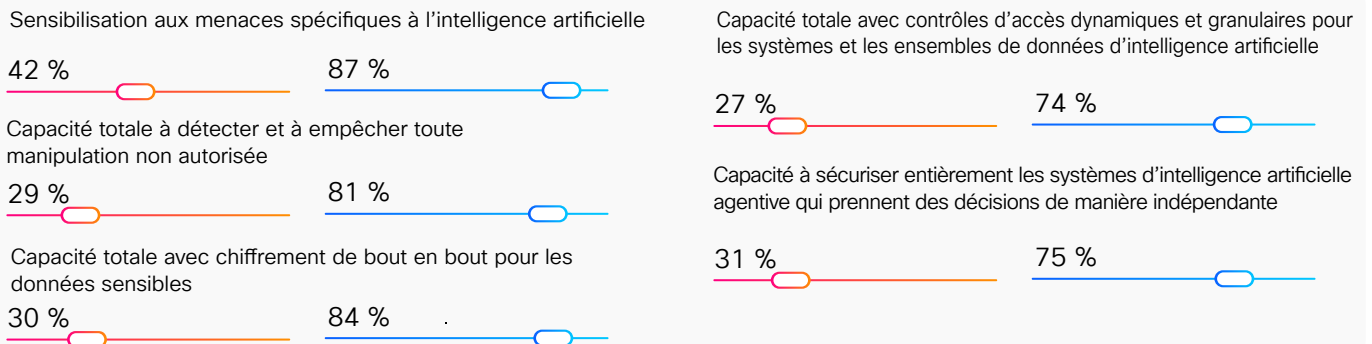 Sensibilisation aux menaces spécifiques à l’intelligence artificielle
42 %
87 %
Capacité totale à détecter et à empêcher toute
manipulation non autorisée
29 %
81 %
Capacité totale avec chiffrement de bout en bout pour les
données sensibles
30 %
84 %
Capacité totale avec contrôles d’accès dynamiques et granulaires pour
les systèmes et les ensembles de données d’intelligence artificielle
27 %
74 %
Capacité à sécuriser entièrement les systèmes d’intelligence artificielle
agentive qui prennent des décisions de manière indépendante
31 %
75 %